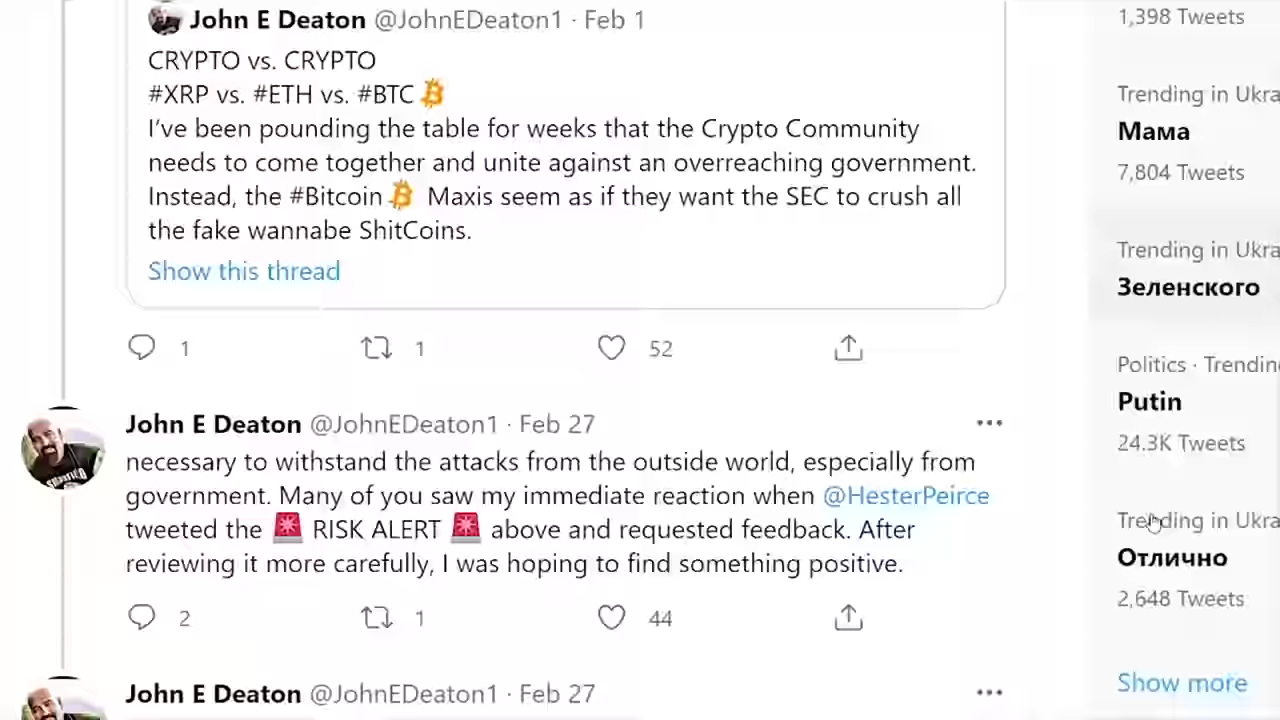 John E Deaton @JohnEDeaton1 · Feb 1
CRYPTO vs. CRYPTO
#XRP vs. #ETH vs. #BTC
I've been pounding the table for weeks that the Crypto Community
needs to come together and unite against an overreaching government.
Instead, the #Bitcoin Maxis seem as if they want the SEC to crush all
the fake wannabe ShitCoins.
Show this thread
1 1 52
John E Deaton @JohnEDeaton1 · Feb 27
necessary to withstand the attacks from the outside world, especially from
government. Many of you saw my immediate reaction when @HesterPeirce
tweeted the 🚨 RISK ALERT 🚨 above and requested feedback. After
reviewing it more carefully, I was hoping to find something positive.
2 1 44
John E Deaton @JohnEDeaton1 · Feb 27
1,398 Tweets
Trending in Ukra
Мама
7,804 Tweets
Trending in Ukra
Зеленского
Politics · Trendin
Putin
24.3K Tweets
Trending in Ukra
Отлично
2,648 Tweets
Show more